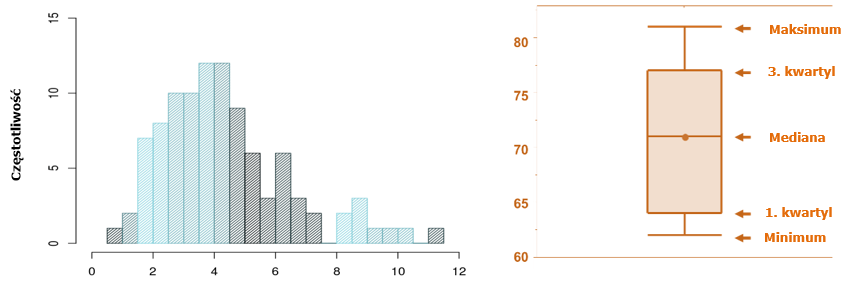 Częstotliwość
15
10
5
0
0 2 4 6 8 10 12
80
75
70
65
60
Maksimum
3. kwartyl
Mediana
1. kwartyl
Minimum